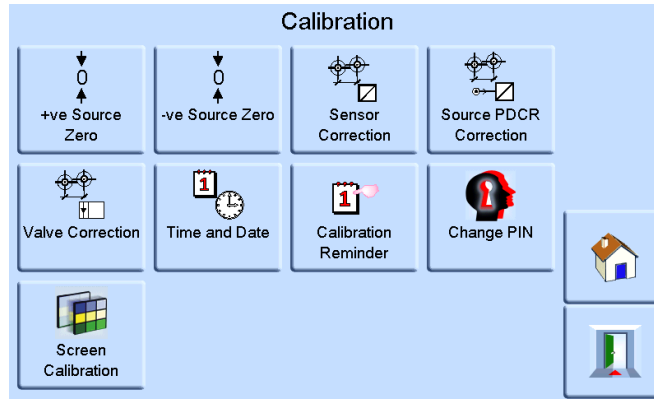 Calibration
0
+ve Source
Zero
0
-ve Source Zero
Sensor
Correction
Source PDCR
Correction
Valve Correction
1
Time and Date
1
Calibration
Reminder
Change PIN
Screen
Calibration